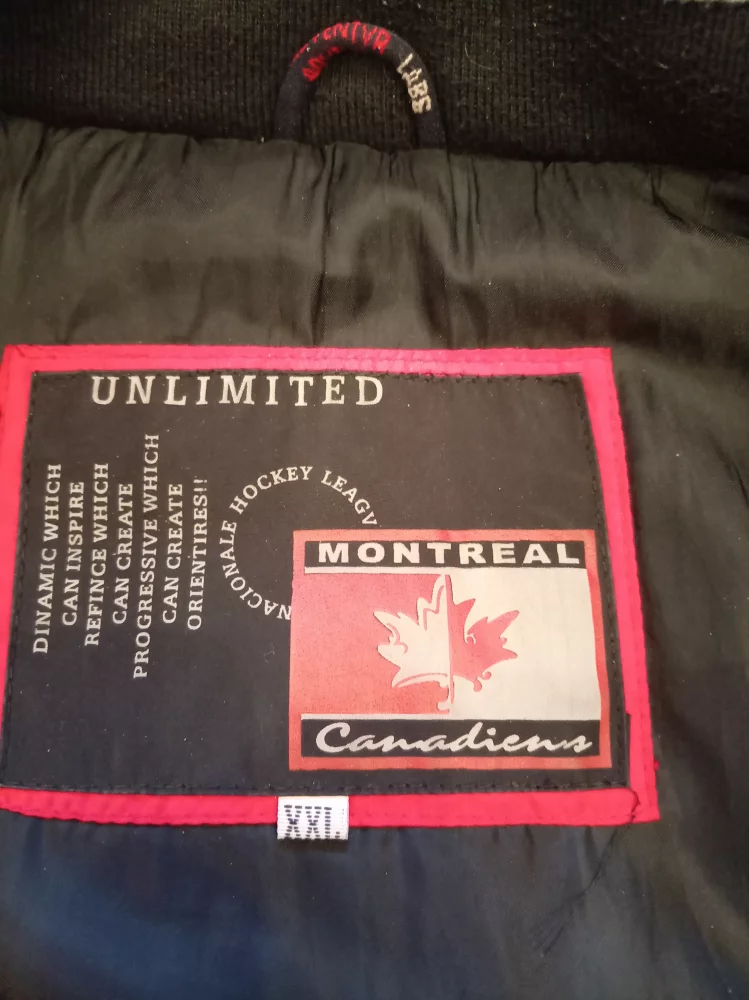 LABS
UNLIMITED
DINAMIC WHICH
CAN INSPIRE
REFINCE WHICH
CAN CREATE
PROGRESSIVE WHICH
CAN CREATE
ORIENTIRES!!
NACIONALE HOCKEY LEAGV
MONTREAL
Canadiens
XXL